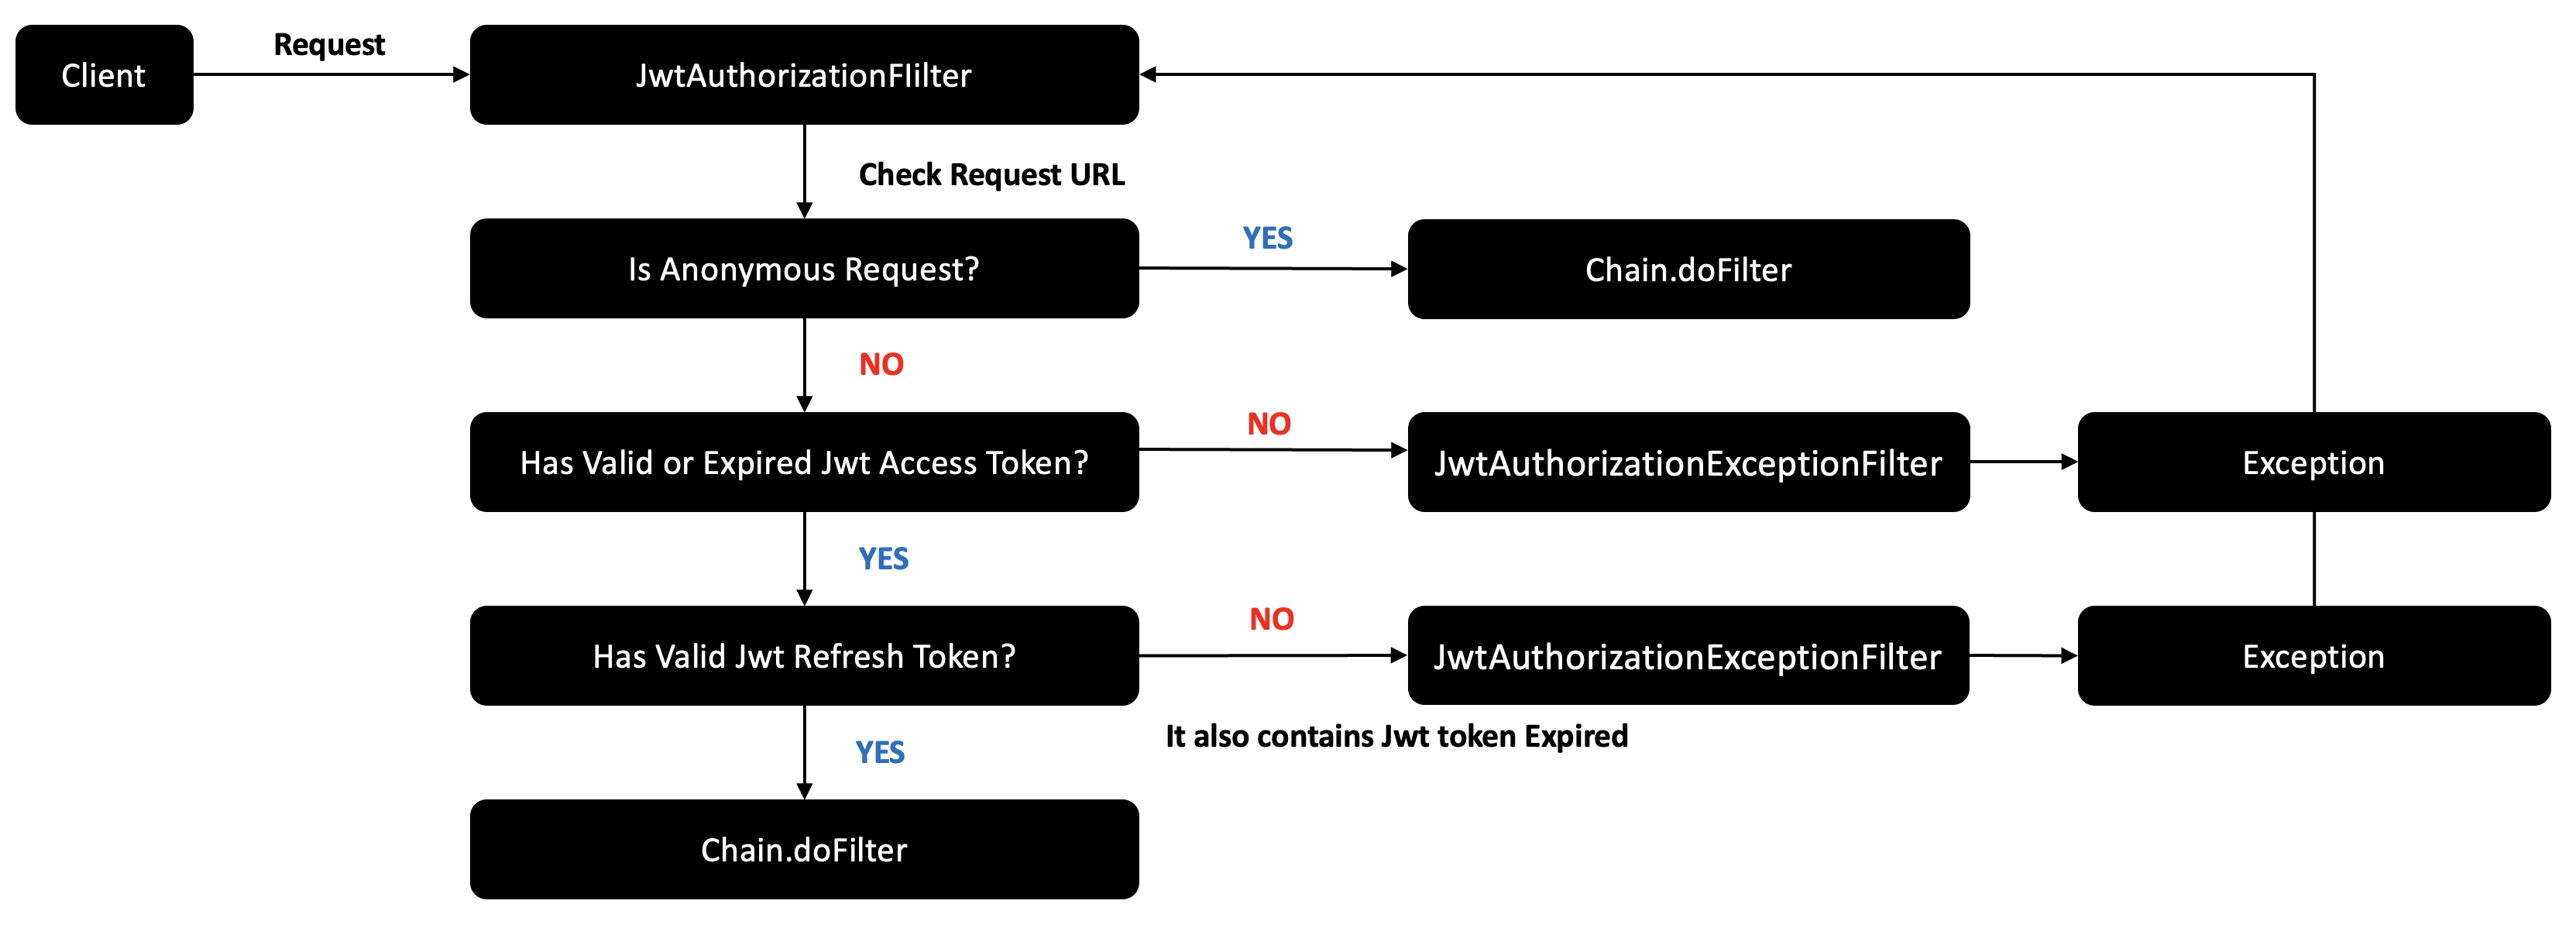 Client
Request
JwtAuthorizationFIilter
Check Request URL
Is Anonymous Request?
YES
Chain.doFilter
NO
Has Valid or Expired Jwt Access Token?
NO
JwtAuthorizationExceptionFilter
Exception
YES
Has Valid Jwt Refresh Token?
NO
JwtAuthorizationExceptionFilter
Exception
It also contains Jwt token Expired
YES
Chain.doFilter